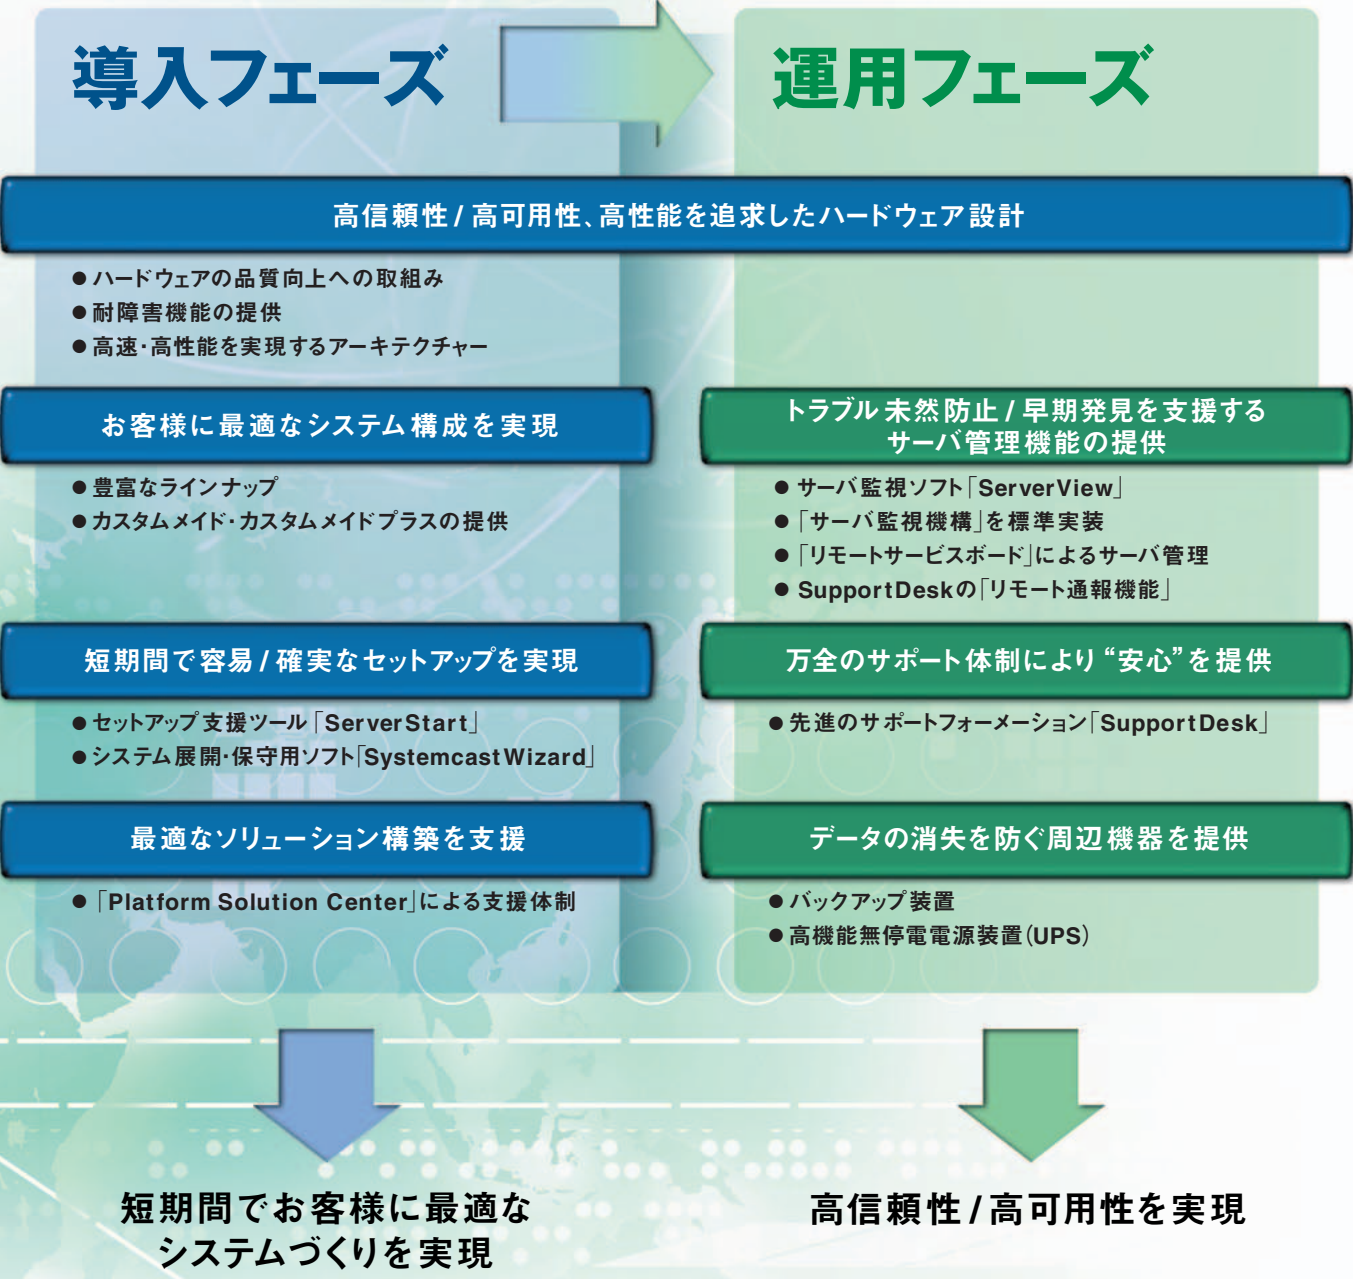 導入フェーズ
運用フェーズ
高信頼性/高可用性、高性能を追求したハードウェア設計
●ハードウェアの品質向上への取組み
●耐障害機能の提供
●高速・高性能を実現するアーキテクチャー
お客様に最適なシステム構成を実現
●豊富なラインナップ
●カスタムメイド・カスタムメイドプラスの提供
短期間で容易/確実なセットアップを実現
●セットアップ支援ツール「ServerStart」
●システム展開・保守用ソフト「SystemcastWizard」
最適なソリューション構築を支援
●「Platform Solution Center」による支援体制
トラブル未然防止/早期発見を支援する
サーバ管理機能の提供
●サーバ監視ソフト「ServerView」
●「サーバ監視機構」を標準実装
●「リモートサービスボード」によるサーバ管理
●SupportDeskの「リモート通報機能」
万全のサポート体制により“安心”を提供
●先進のサポートフォーメーション「SupportDesk」
データの消失を防ぐ周辺機器を提供
●バックアップ装置
●高機能無停電電源装置(UPS)
短期間でお客様に最適な
システムづくりを実現
高信頼性/高可用性を実現